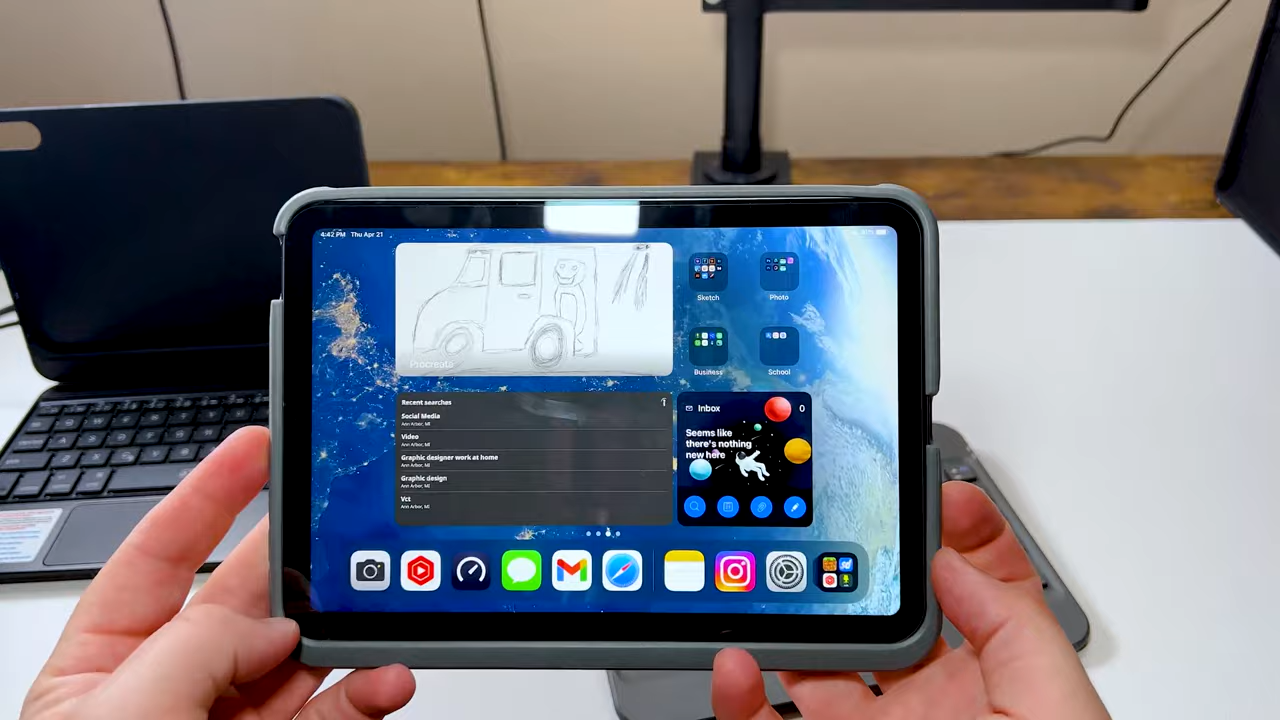 4:42 PM Thu Apr 21
Procreate
Sketch
Photo
Business
School
Recent searches
Social Media
Ann Arbor, MI
Video
Ann Arbor, MI
Graphic designer work at home
Ann Arbor, MI
Graphic design
Ann Arbor, MI
Vct
Ann Arbor, MI
Inbox
0
Seems like
there's nothing
new here